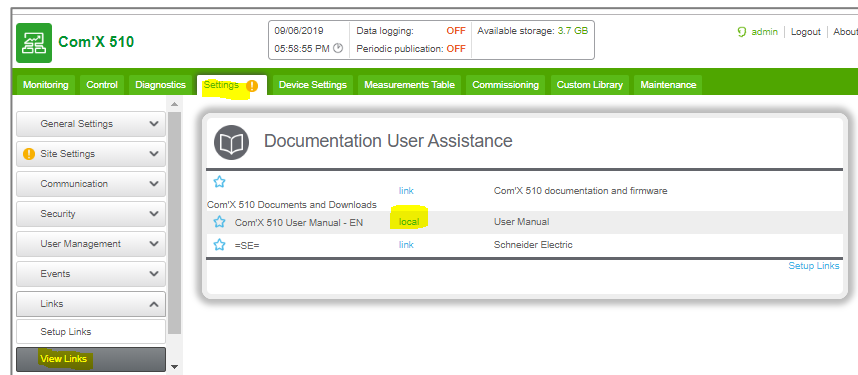 Com'X 510
09/06/2019
05:58:55 PM
Data logging: OFF
Periodic publication: OFF
Available storage: 3.7 GB
admin | Logout | About
Monitoring Control Diagnostics Settings Device Settings Measurements Table Commissioning Custom Library Maintenance
General Settings
Site Settings
Communication
Security
User Management
Events
Links
Setup Links
View Links
Documentation User Assistance
link Com'X 510 documentation and firmware
Com'X 510 Documents and Downloads
Com'X 510 User Manual - EN local User Manual
=SE= link Schneider Electric
Setup Links